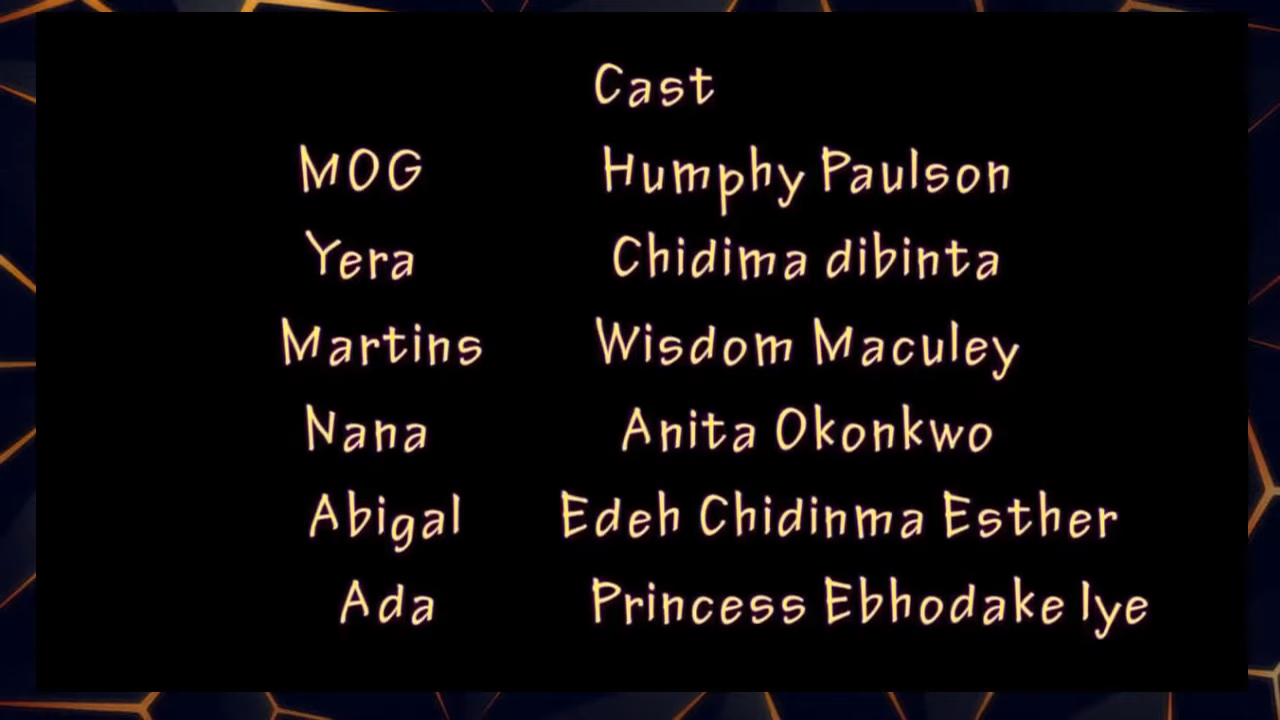 Cast
MOG Humphy Paulson
Yera Chidima dibinta
Martins Wisdom Maculey
Nana Anita Okonkwo
Abigal Edeh Chidinma Esther
Ada Princess Ebhodake Iye